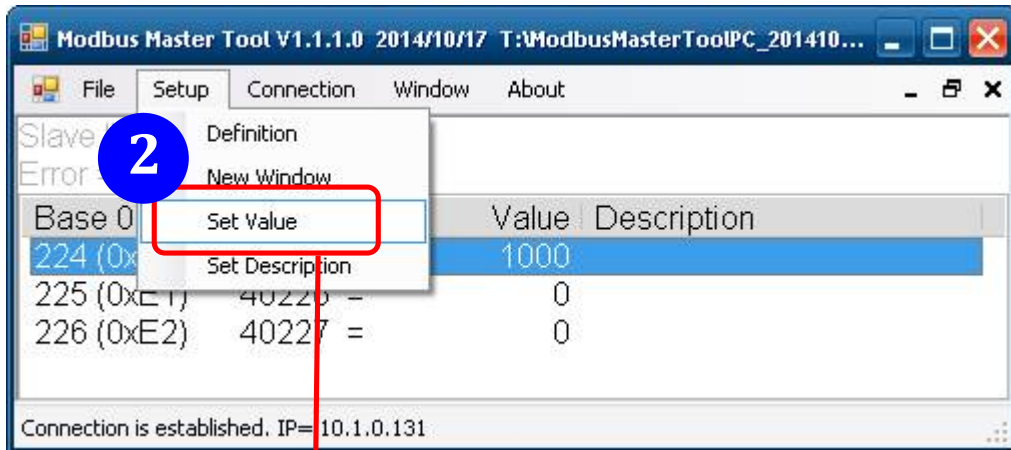 Modbus Master Tool V1.1.1.0 2014/10/17 T:\ModbusMasterToolPC_201410...
File Setup Connection Window About
Slave
Definition
2
Error
New Window
Base 0
Set Value
Value Description
224 (0x
1000
Set Description
225 (0xE1) 40226 = 0
226 (0xE2) 40227 = 0
Connection is established. IP= 10.1.0.131